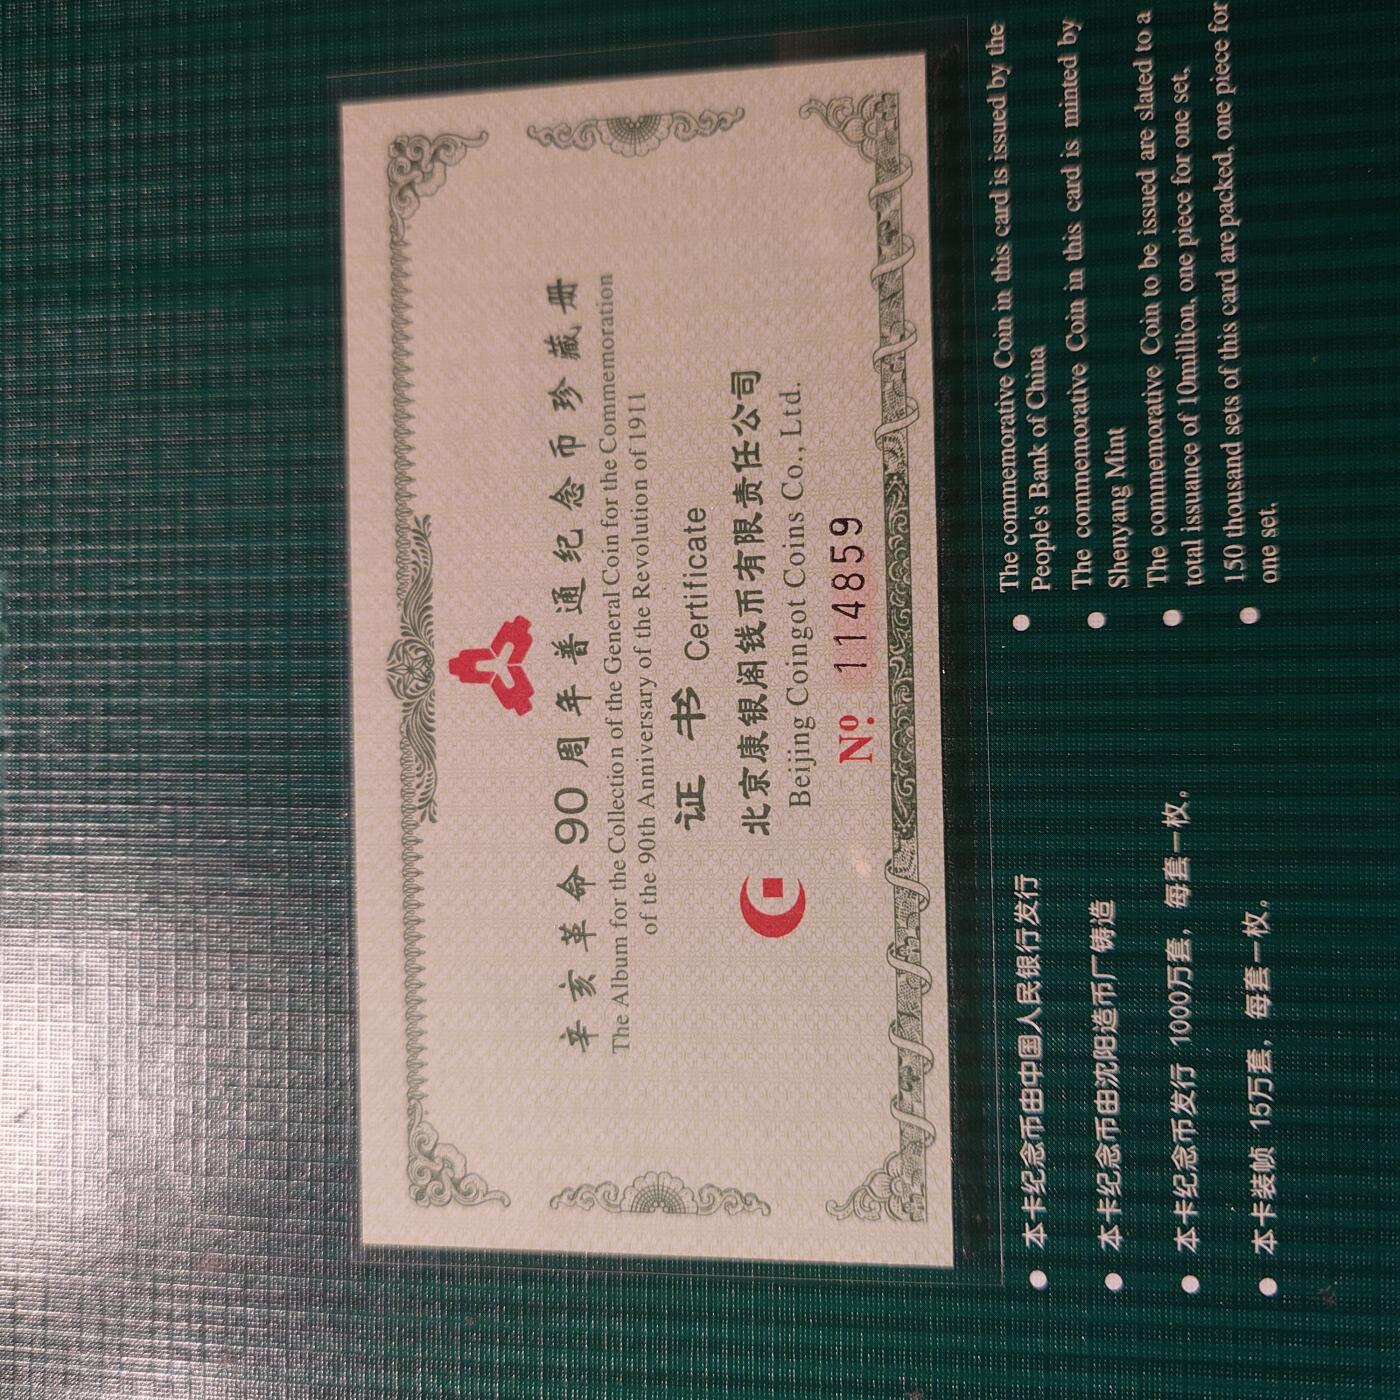 辛亥革命90周年普通纪念币珍藏册
The Album for the Collection of the General Coin for the Commemoration
of the 90th Anniversary of the Revolution of 1911
证书 Certificate
北京康银阁钱币有限责任公司
Beijing Coingot Coins Co., Ltd.
Nº. 114859
● 本卡纪念币由中国人民银行发行
● 本卡纪念币由沈阳造币厂铸造
● 本卡纪念币发行 1000万套，每套一枚。
● 本卡装帧 15万套，每套一枚。
● The commemorative Coin in this card is issued by the
People's Bank of China
● The commemorative Coin in this card is minted by
Shenyang Mint
● The commemorative Coin to be issued are slated to a
total issuance of 10million, one piece for one set.
● 150 thousand sets of this card are packed, one piece for
one set.